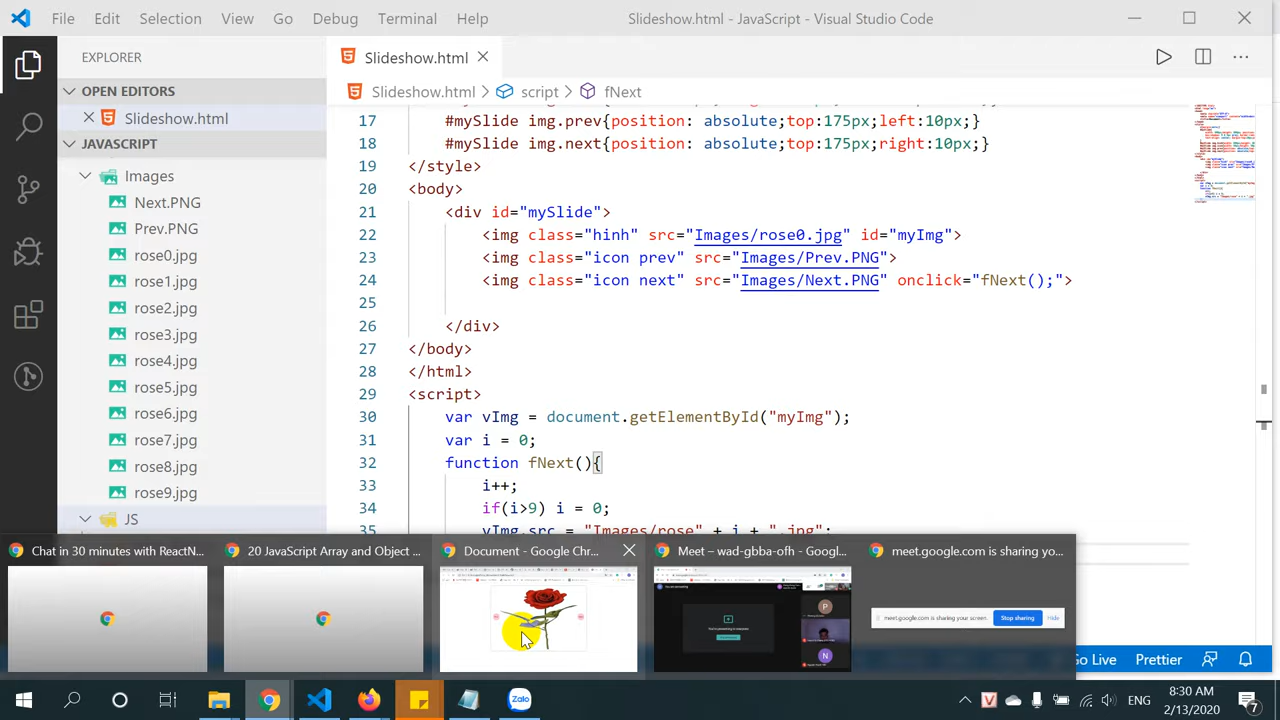 File Edit Selection View Go Debug Terminal Help Slideshow.html - JavaScript - Visual Studio Code
EXPLORER
Slideshow.html
OPEN EDITORS
Slideshow.html > script > fNext
Slideshow.html
JAVASCRIPT
Images
Next.PNG
Prev.PNG
rose0.jpg
rose1.jpg
rose2.jpg
rose3.jpg
rose4.jpg
rose5.jpg
rose6.jpg
rose7.jpg
rose8.jpg
rose9.jpg
JS
17 #mySlide img.prev{position: absolute;top:175px;left:10px;}
18 #mySlide img.next{position: absolute;top:175px;right:10px;}
19 </style>
20 <body>
21 <div id="mySlide">
22 <img class="hinh" src="Images/rose0.jpg" id="myImg">
23 <img class="icon prev" src="Images/Prev.PNG">
24 <img class="icon next" src="Images/Next.PNG" onclick="fNext();">
25
26 </div>
27 </body>
28 </html>
29 <script>
30 var vImg = document.getElementById("myImg");
31 var i = 0;
32 function fNext(){
33 i++;
34 if(i>9) i = 0;
35 vImg.src = "Images/rose" + i + ".jpg";
Chat in 30 minutes with ReactN...
20 JavaScript Array and Object ...
Document - Google Chr...
Meet – wad-gbba-ofh - Googl...
meet.google.com is sharing yo...
meet.google.com is sharing your screen. Stop sharing Hide
Go Live Prettier
ENG
8:30 AM
2/13/2020
7
Zalo